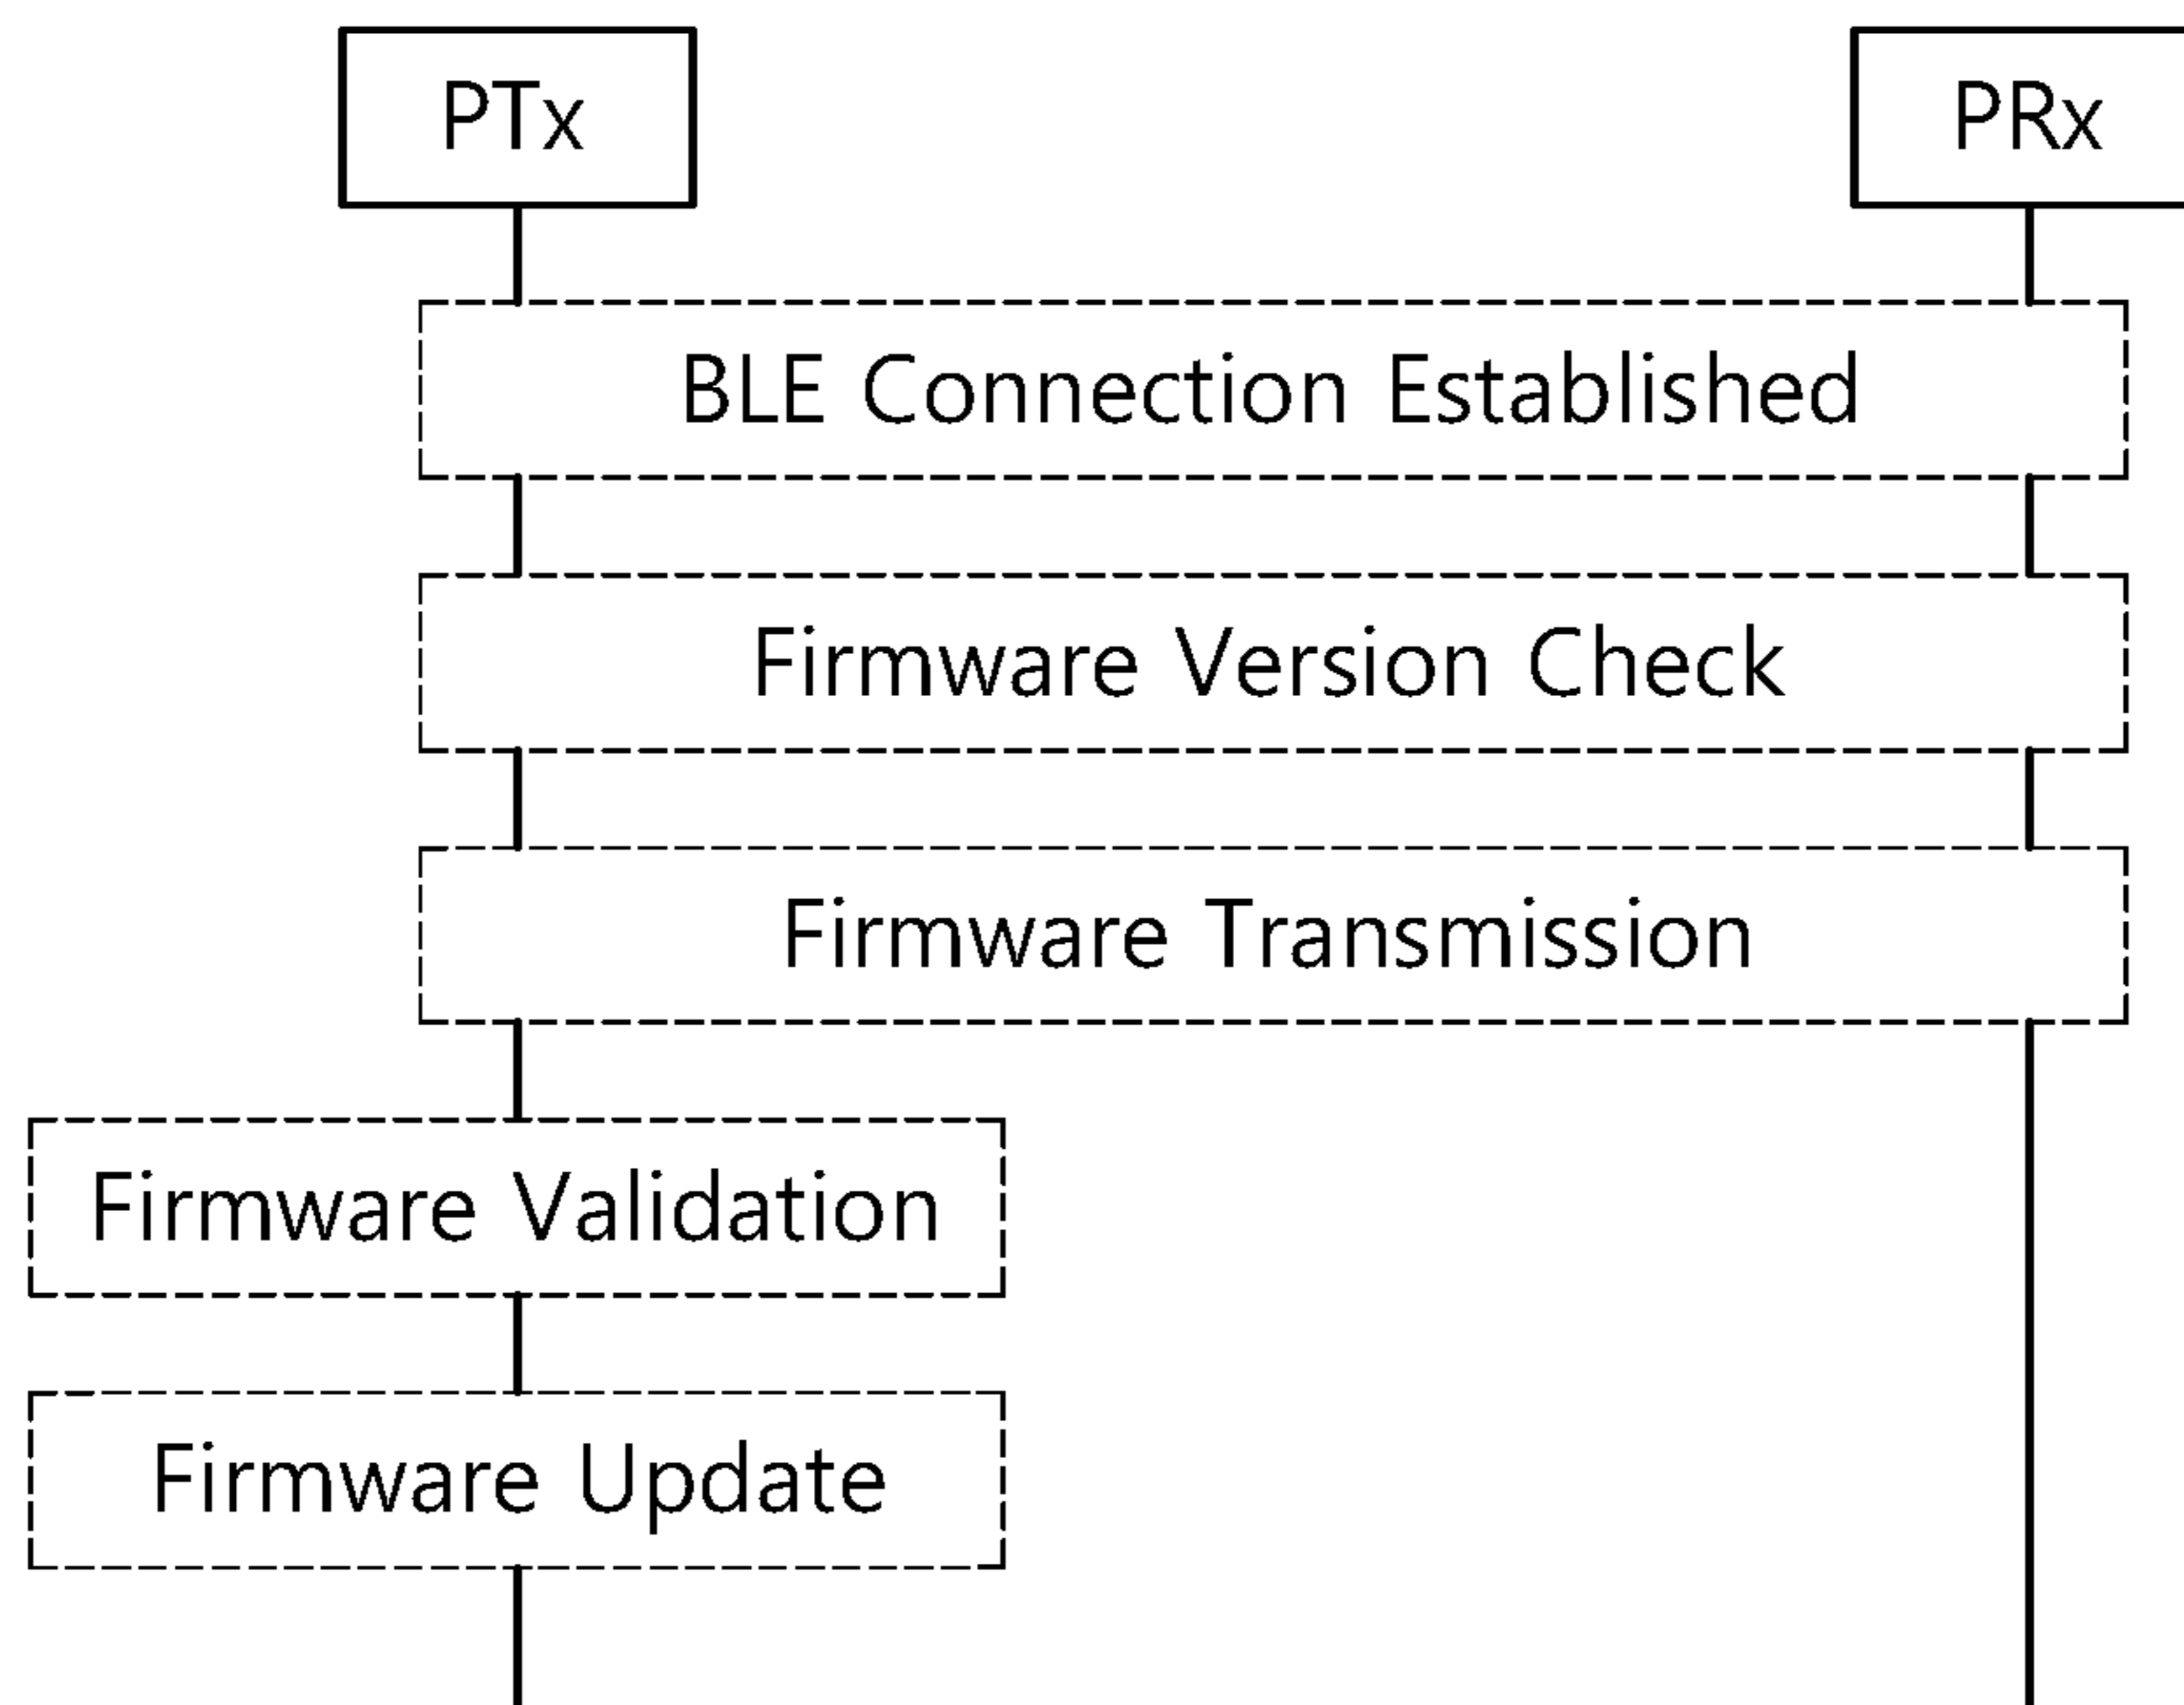 PTx
PRx
BLE Connection Established
Firmware Version Check
Firmware Transmission
Firmware Validation
Firmware Update